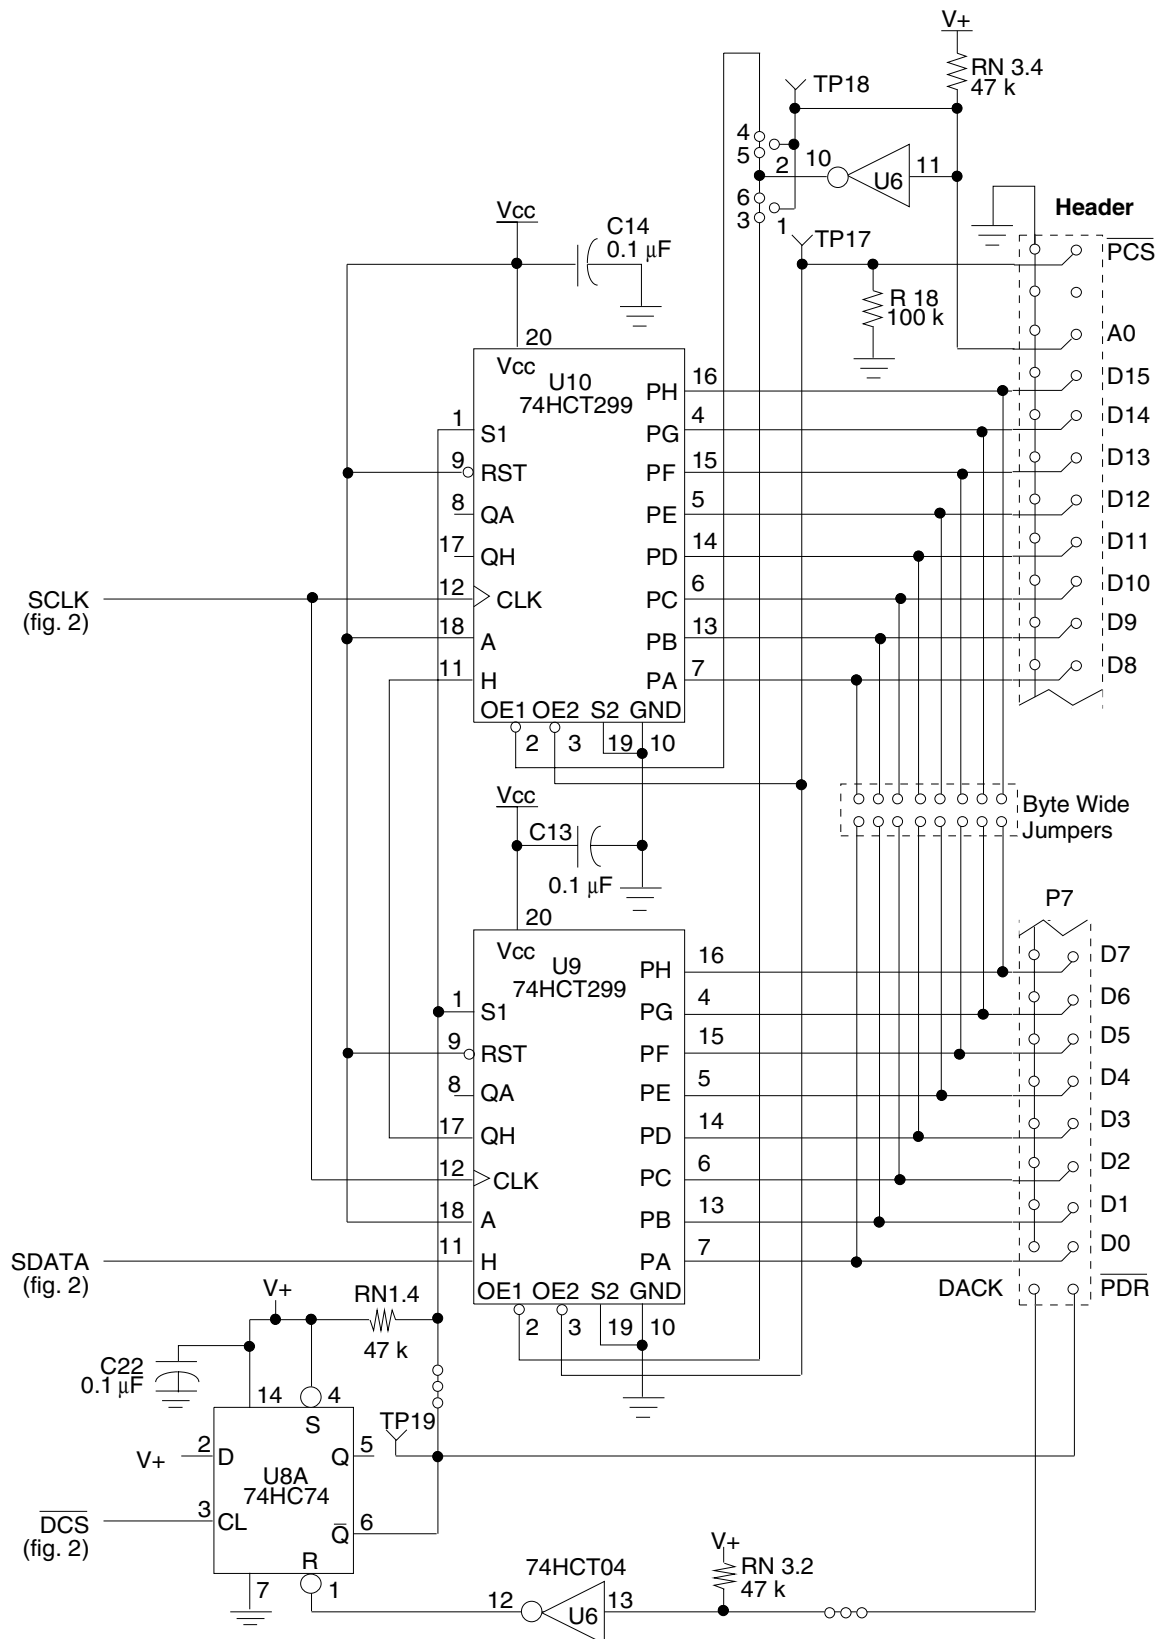 V+
RN 3.4
47 k
TP18
4
5
2
10
U6
11
6
3
1
TP17
Header
Vcc
C14
0.1 µF
R 18
100 k
PCS
A0
D15
D14
D13
D12
D11
D10
D9
D8
20
Vcc
U10
74HCT299
1
S1
9
RST
8
QA
17
QH
12
CLK
18
A
11
H
PH
16
PG
4
PF
15
PE
5
PD
14
PC
6
PB
13
PA
7
OE1
OE2
S2
GND
2
3
19
10
SCLK
(fig. 2)
Vcc
C13
0.1 µF
Byte Wide
Jumpers
P7
20
Vcc
U9
74HCT299
1
S1
9
RST
8
QA
17
QH
12
CLK
18
A
11
H
PH
16
PG
4
PF
15
PE
5
PD
14
PC
6
PB
13
PA
7
OE1
OE2
S2
GND
2
3
19
10
D7
D6
D5
D4
D3
D2
D1
D0
DACK
PDR
SDATA
(fig. 2)
V+
RN1.4
47 k
C22
0.1 µF
14
4
S
TP19
V+
2
D
Q
5
U8A
74HC74
DCS
(fig. 2)
3
CL
Q
6
R
7
1
74HCT04
12
U6
13
V+
RN 3.2
47 k